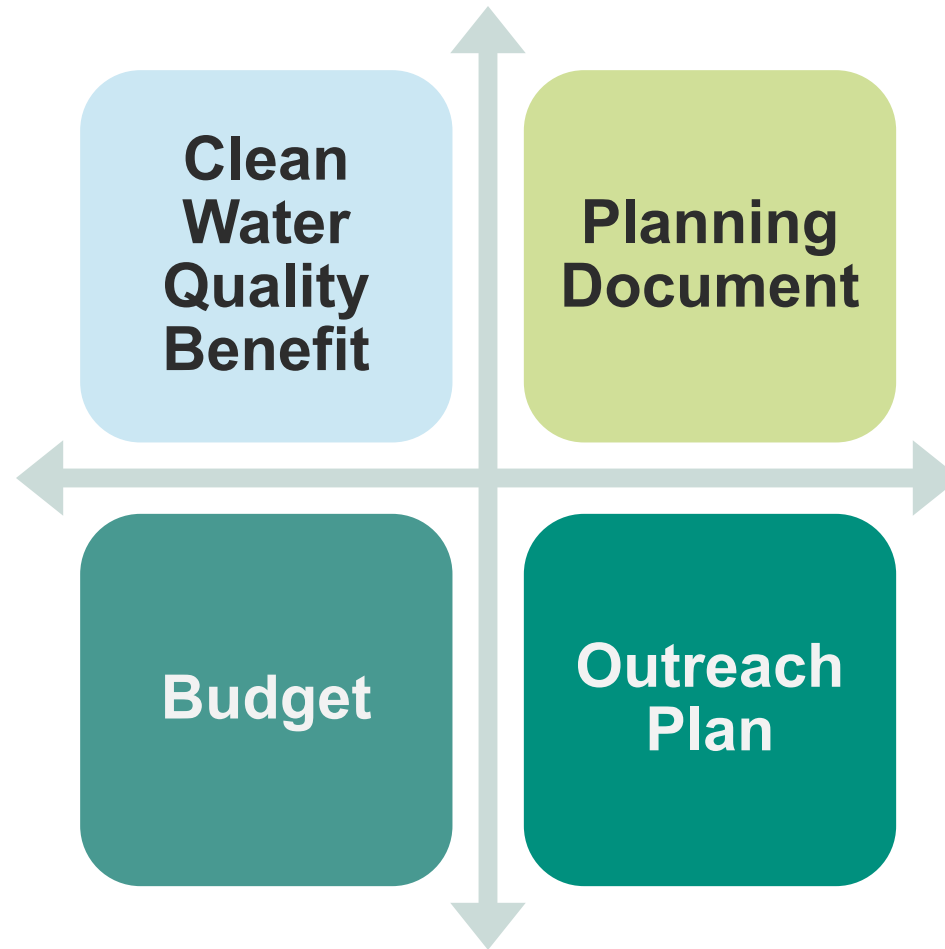 Clean
Water
Quality
Benefit
Planning
Document
Budget
Outreach
Plan